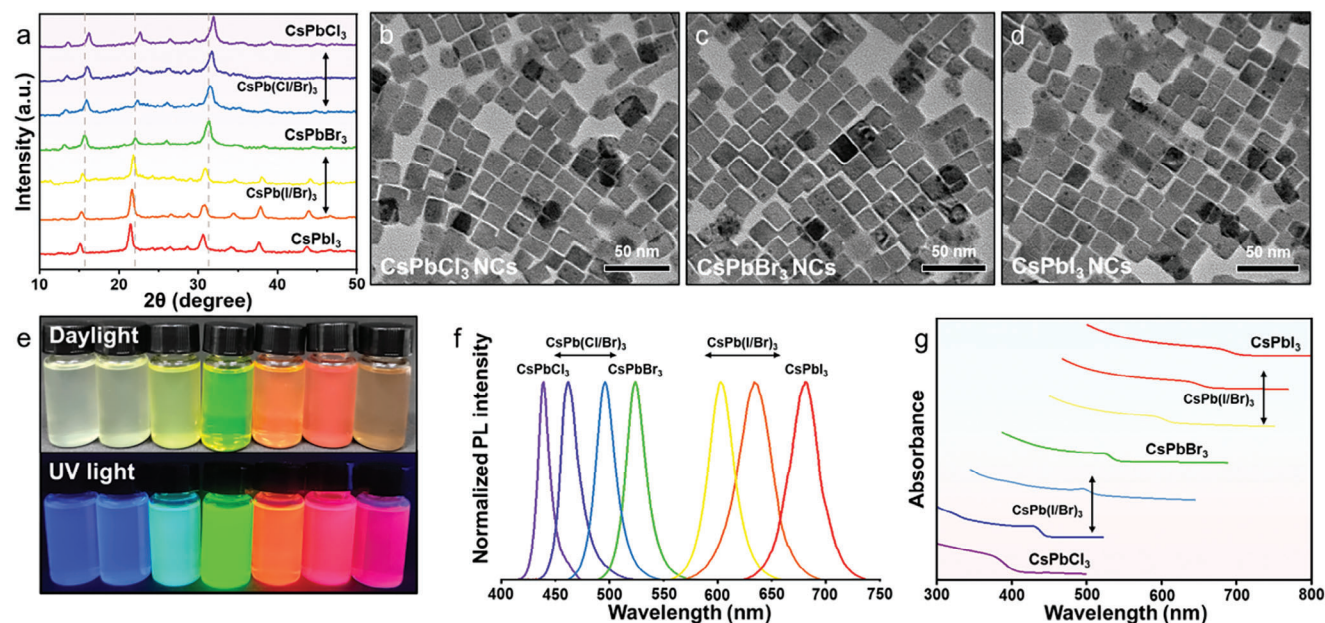 a
CsPbCl₃
CsPb(Cl/Br)₃
CsPbBr₃
CsPb(I/Br)₃
CsPbI₃
Intensity (a.u.)
10 20 30 40 50
2θ (degree)
b
CsPbCl₃ NCs
50 nm
c
CsPbBr₃ NCs
50 nm
d
CsPbI₃ NCs
50 nm
e
Daylight
UV light
f
CsPb(Cl/Br)₃
CsPb(I/Br)₃
CsPbCl₃
CsPbBr₃
CsPbI₃
Normalized PL intensity
400 450 500 550 600 650 700 750
Wavelength (nm)
g
CsPbI₃
CsPb(I/Br)₃
CsPbBr₃
CsPb(I/Br)₃
CsPbCl₃
Absorbance
300 400 500 600 700 800
Wavelength (nm)